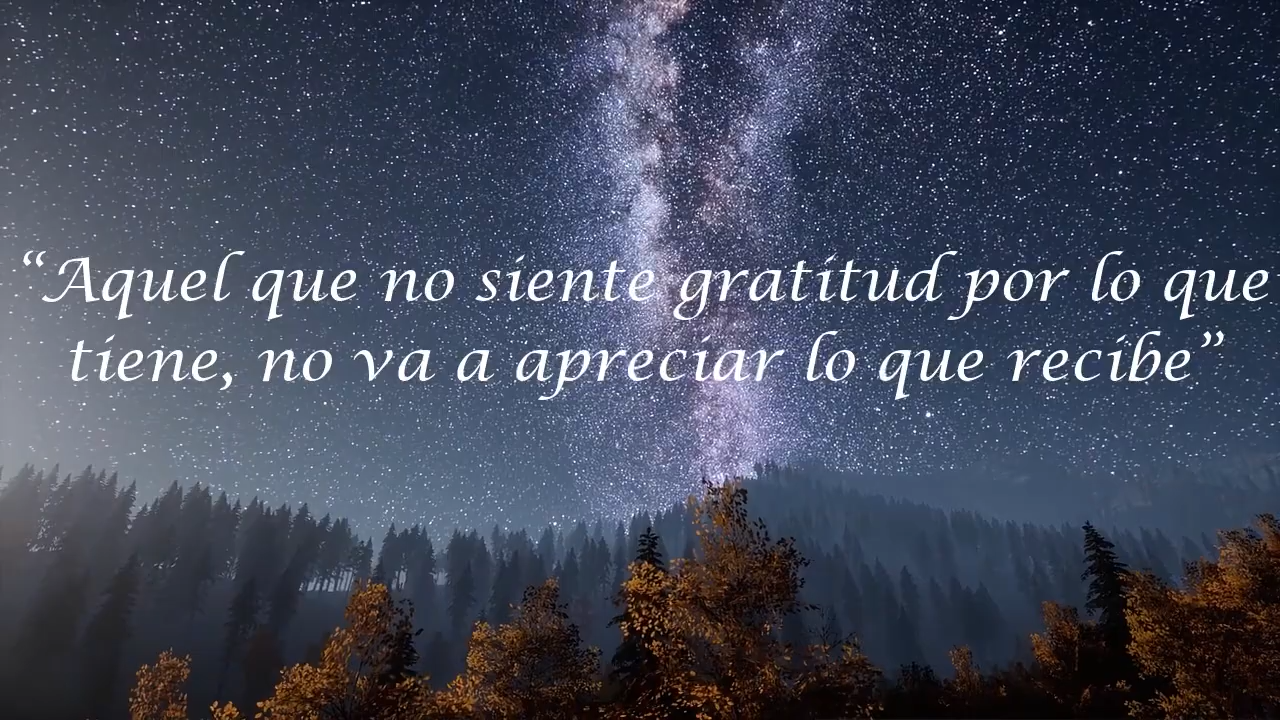 “Aquel que no siente gratitud por lo que
tiene, no va a apreciar lo que recibe”